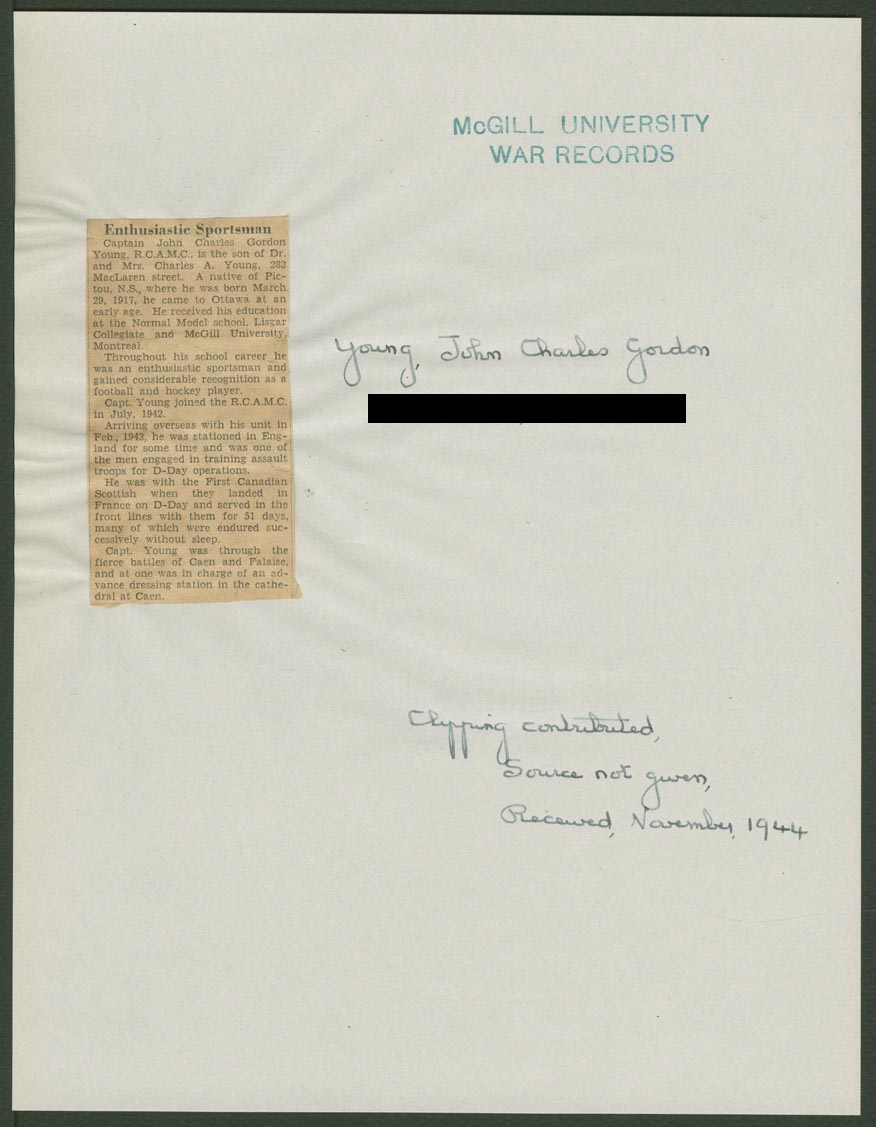 McGILL UNIVERSITY
WAR RECORDS
Enthusiastic Sportsman
Captain John Charles Gordon
Young, R.C.A.M.C., is the son of Dr.
and Mrs. Charles A. Young, 283
MacLaren street. A native of Pic-
tou, N.S., where he was born March
29, 1917, he came to Ottawa at an
early age. He received his education
at the Normal Model school, Lisgar
Collegiate and McGill University,
Montreal.
Throughout his school career he
was an enthusiastic sportsman and
gained considerable recognition as a
football and hockey player.
Capt. Young joined the R.C.A.M.C.
in July, 1942.
Arriving overseas with his unit in
Feb., 1943, he was stationed in Eng-
land for some time and was one of
the men engaged in training assault
troops for D-Day operations.
He was with the First Canadian
Scottish when they landed in
France on D-Day and served in the
front lines with them for 51 days,
many of which were endured suc-
cessively without sleep.
Capt. Young was through the
fierce battles of Caen and Falaise,
and at one was in charge of an ad-
vance dressing station in the cathe-
dral at Caen.
Young, John Charles Gordon
Clipping contributed,
Source not given,
Received, November, 1944